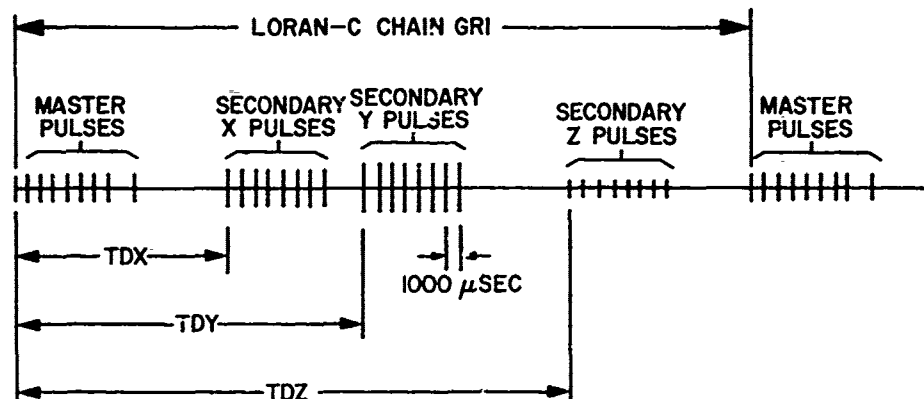 LORAN-C CHAIN GRI
MASTER
PULSES
SECONDARY
X PULSES
SECONDARY
Y PULSES
SECONDARY
Z PULSES
MASTER
PULSES
TDX
1000 μSEC
TDY
TDZ